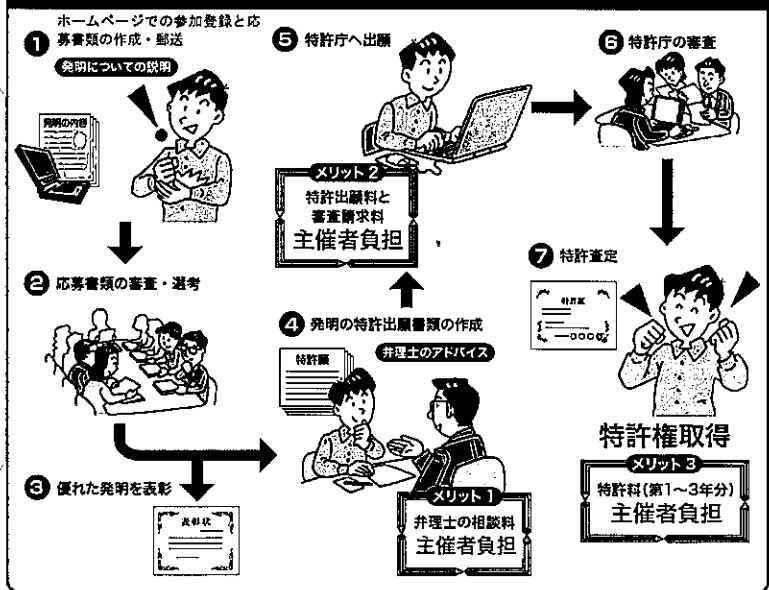 ① ホームページでの参加登録と応
募書類の作成・郵送
発明についての説明
発明の内容
② 応募書類の審査・選考
③ 優れた発明を表彰
表彰状
④ 発明の特許出願書類の作成
弁理士のアドバイス
特許願
メリット 1
弁理士の相談料
主催者負担
⑤ 特許庁へ出願
メリット 2
特許出願料と
審査請求料
主催者負担
⑥ 特許庁の審査
⑦ 特許査定
特許証
特許権取得
メリット 3
特許料(第1〜3年分)
主催者負担